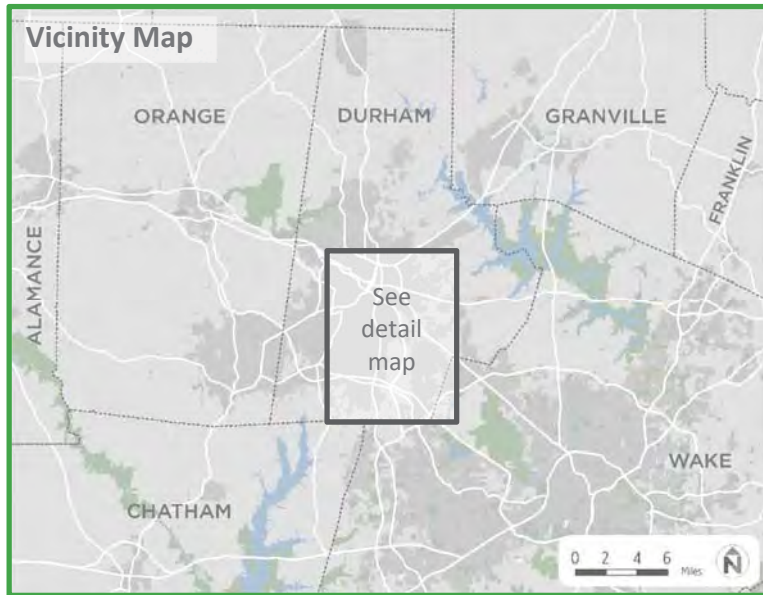 Vicinity Map
ORANGE
DURHAM
GRANVILLE
FRANKLIN
ALAMANCE
See
detail
map
WAKE
CHATHAM
0 2 4 6
Miles
N